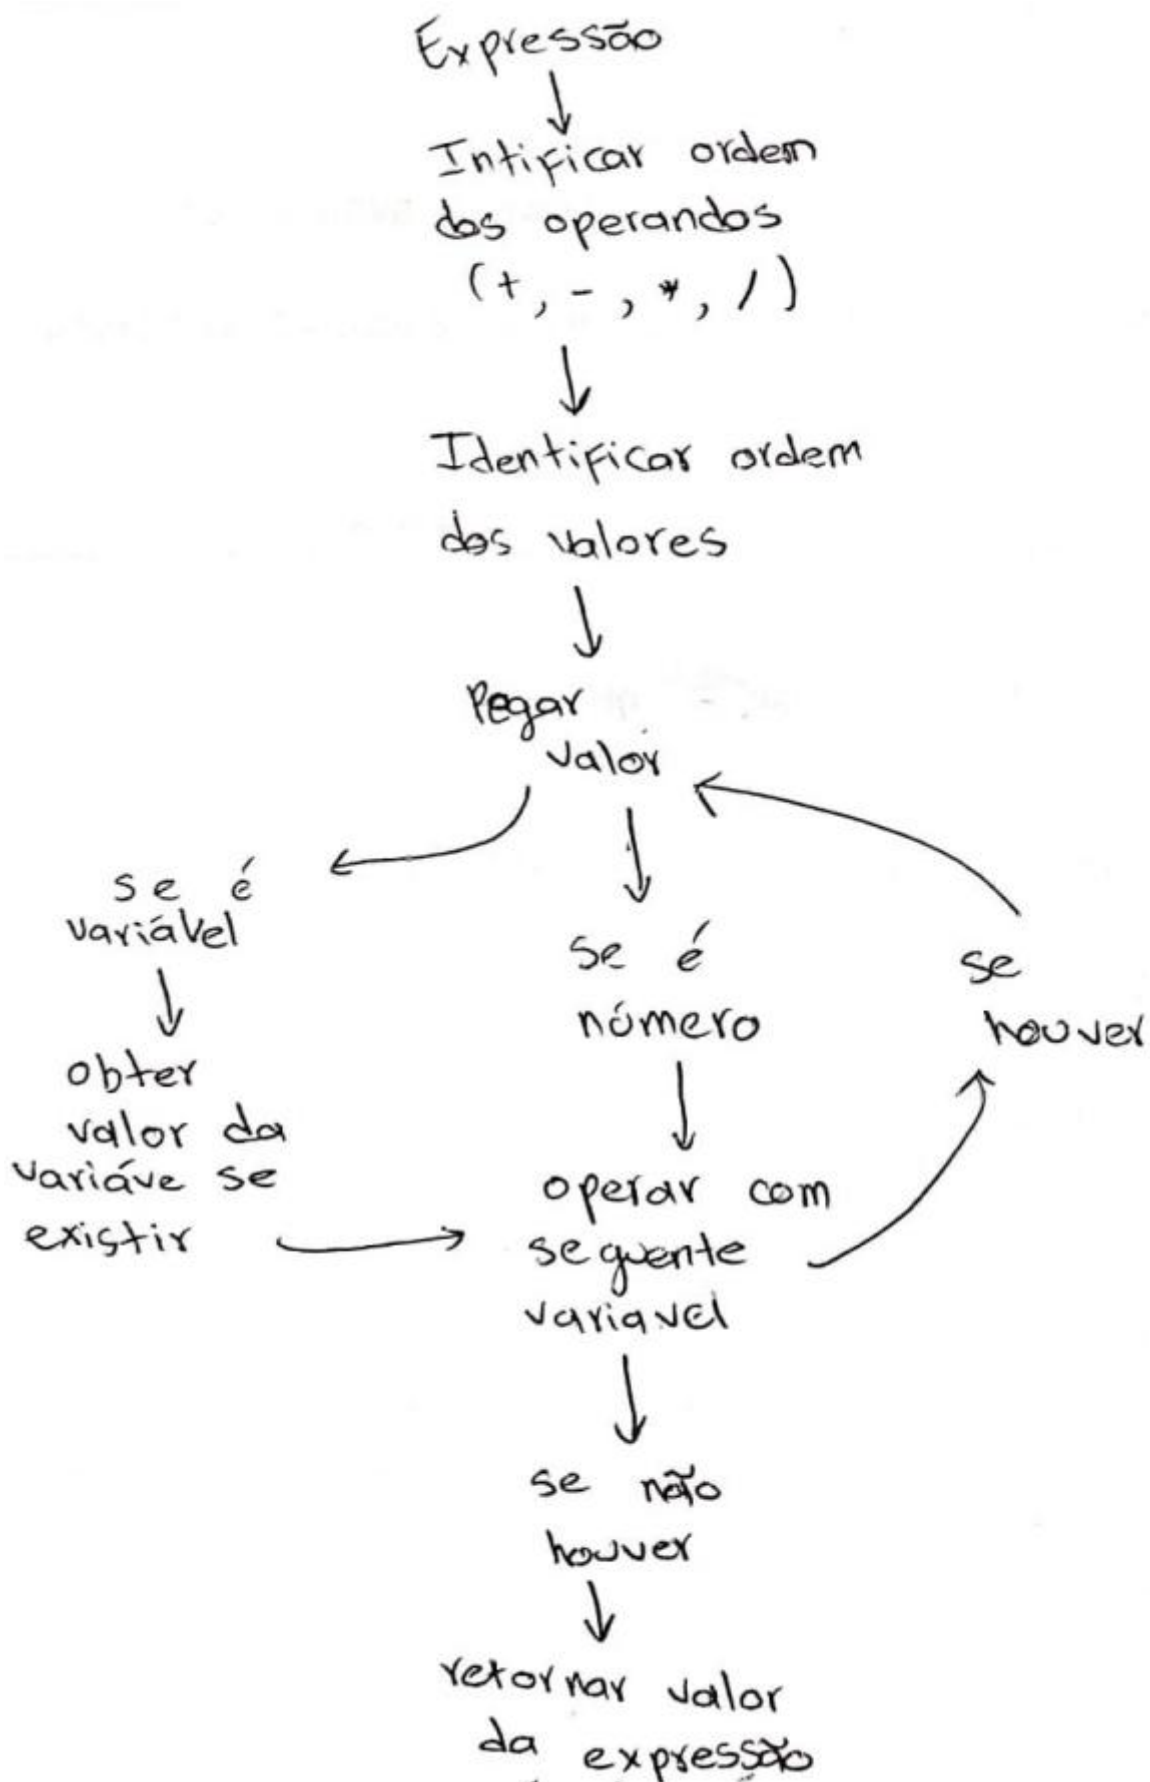 Expressão
Intificar ordem
dos operandos
(+, -, *, /)
Identificar ordem
dos valores
Pegar
valor
se é
variável
obter
valor da
variáve se
existir
se é
número
operar com
seguente
variavel
se
houver
se não
houver
retornar valor
da expressão